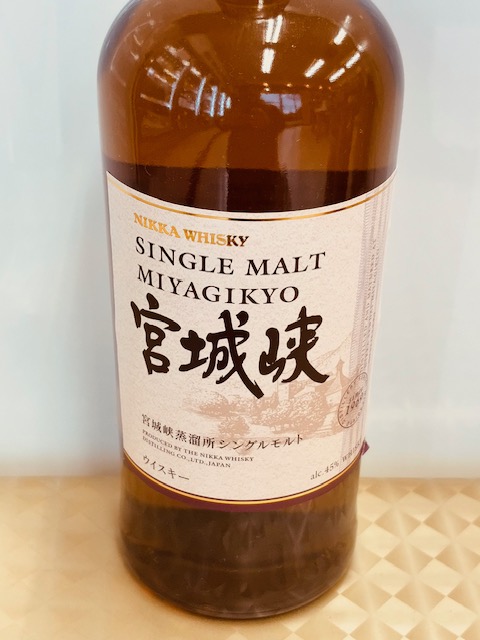 NIKKA WHISKY
SINGLE MALT
MIYAGIKYO
宮城峡
宮城峡蒸溜所シングルモルト
PRODUCED BY THE NIKKA WHISKY
DISTILLING CO., LTD., JAPAN
ウイスキー
alc. 45%